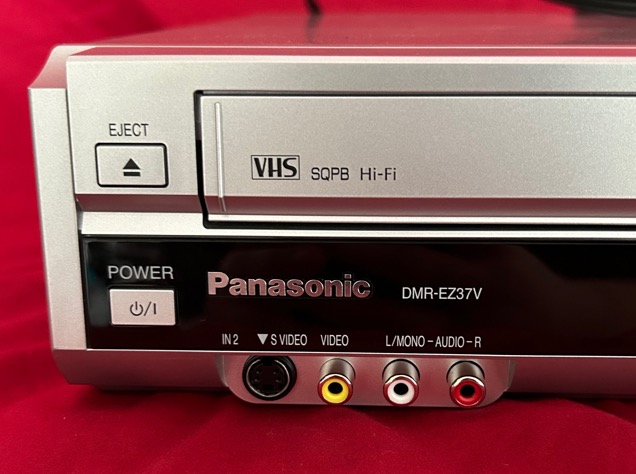 EJECT
VHS SQPB Hi-Fi
POWER
Panasonic DMR-EZ37V
⏻/I
IN 2 ▼ S VIDEO VIDEO L/MONO - AUDIO - R